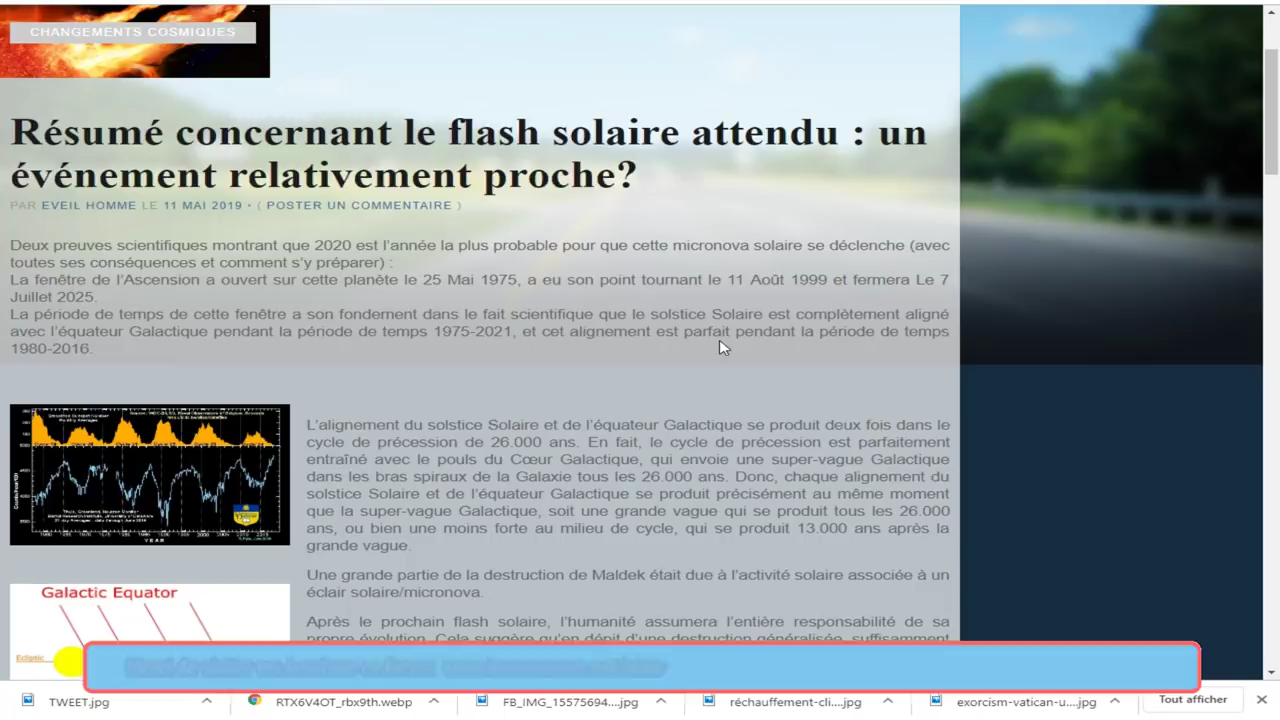 CHANGEMENTS COSMIQUES
Résumé concernant le flash solaire attendu : un
événement relativement proche?
PAR EVEIL HOMME LE 11 MAI 2019 • ( POSTER UN COMMENTAIRE )
Deux preuves scientifiques montrant que 2020 est l'année la plus probable pour que cette micronova solaire se déclenche (avec
toutes ses conséquences et comment s'y préparer) :
La fenêtre de l'Ascension a ouvert sur cette planète le 25 Mai 1975, a eu son point tournant le 11 Août 1999 et fermera Le 7
Juillet 2025.
La période de temps de cette fenêtre a son fondement dans le fait scientifique que le solstice Solaire est complètement aligné
avec l'équateur Galactique pendant la période de temps 1975-2021, et cet alignement est parfait pendant la période de temps
1980-2016.
L'alignement du solstice Solaire et de l'équateur Galactique se produit deux fois dans le
cycle de précession de 26.000 ans. En fait, le cycle de précession est parfaitement
entraîné avec le pouls du Cœur Galactique, qui envoie une super-vague Galactique
dans les bras spiraux de la Galaxie tous les 26.000 ans. Donc, chaque alignement du
solstice Solaire et de l'équateur Galactique se produit précisément au même moment
que la super-vague Galactique, soit une grande vague qui se produit tous les 26.000
ans, ou bien une moins forte au milieu de cycle, qui se produit 13.000 ans après la
grande vague.
YEAR
Une grande partie de la destruction de Maldek était due à l'activité solaire associée à un
éclair solaire/micronova.
Galactic Equator
Après le prochain flash solaire, l'humanité assumera l'entière responsabilité de sa
propre évolution. Cela suggère qu'en dépit d'une destruction généralisée, suffisamment
Ecliptic
TWEET.jpg
RTX6V4OT_rbx9th.webp
FB_IMG_15575694....jpg
réchauffement-cli....jpg
exorcism-vatican-u....jpg
Tout afficher